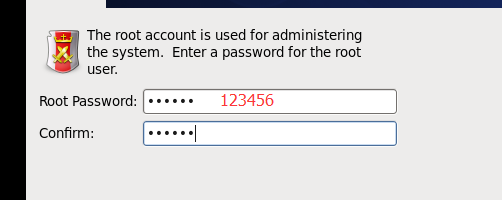 The root account is used for administering
the system.  Enter a password for the root
user.
Root Password: •••••• 123456
Confirm: ••••••